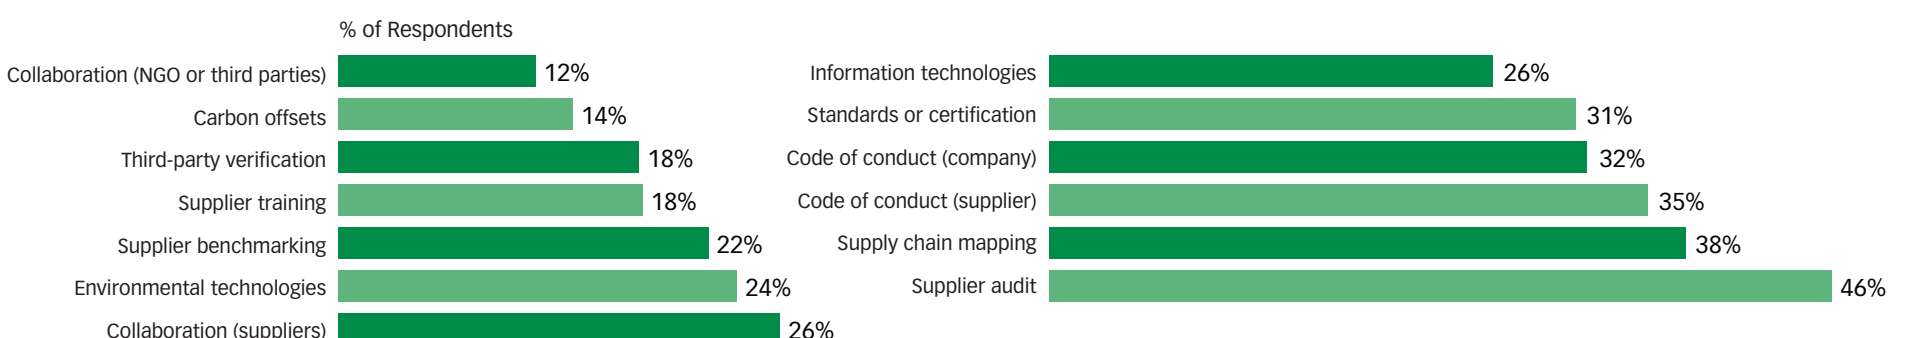 % of Respondents
Collaboration (NGO or third parties) 12%
Carbon offsets 14%
Third-party verification 18%
Supplier training 18%
Supplier benchmarking 22%
Environmental technologies 24%
Collaboration (suppliers) 26%
Information technologies 26%
Standards or certification 31%
Code of conduct (company) 32%
Code of conduct (supplier) 35%
Supply chain mapping 38%
Supplier audit 46%